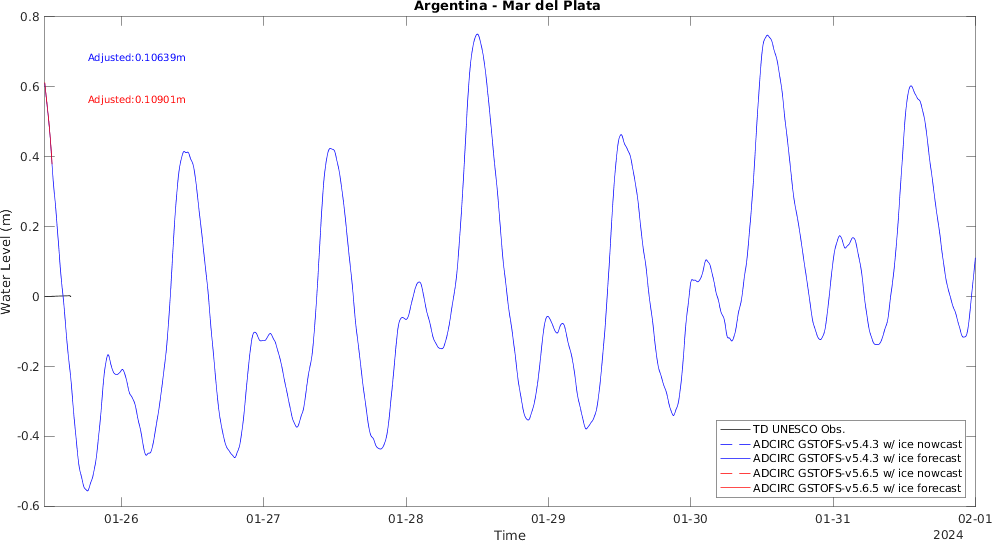 Argentina - Mar del Plata
0.8
0.6
0.4
0.2
0
-0.2
-0.4
-0.6
Water Level (m)
Adjusted:0.10639m
Adjusted:0.10901m
TD UNESCO Obs.
ADCIRC GSTOFS-v5.4.3 w/ ice nowcast
ADCIRC GSTOFS-v5.4.3 w/ ice forecast
ADCIRC GSTOFS-v5.6.5 w/ ice nowcast
ADCIRC GSTOFS-v5.6.5 w/ ice forecast
01-26 01-27 01-28 01-29 01-30 01-31 02-01
Time
2024